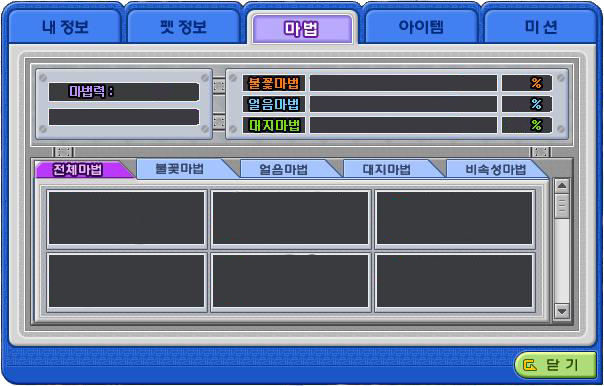 내 정보 펫 정보 마법 아이템 미션
마법력 :
불꽃마법 %
얼음마법 %
대지마법 %
전체마법 불꽃마법 얼음마법 대지마법 비속성마법
닫기